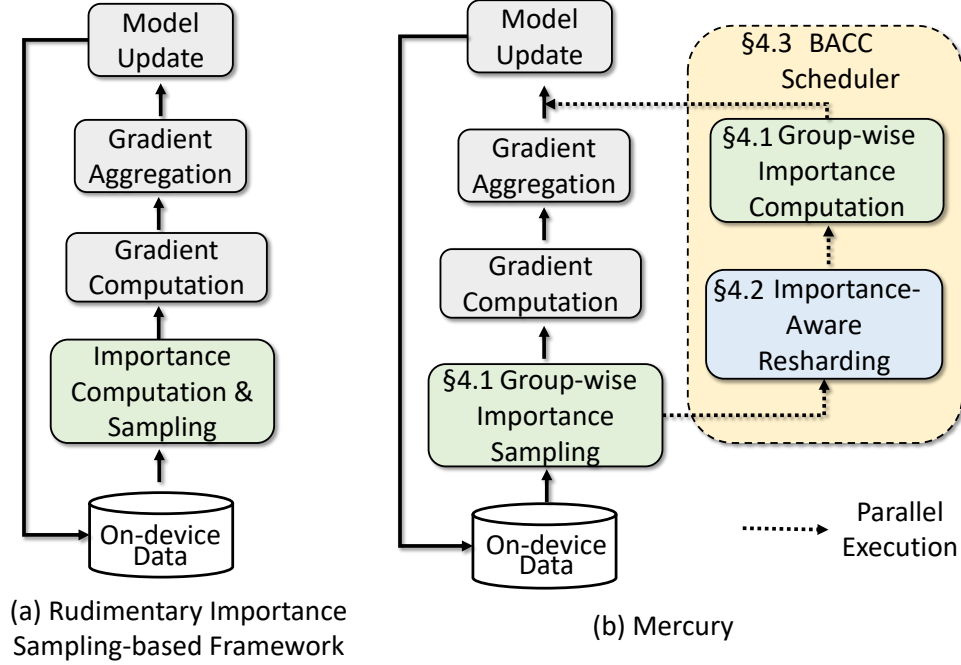 Model
Update
Gradient
Aggregation
Gradient
Computation
Importance
Computation &
Sampling
On-device
Data
(a) Rudimentary Importance
Sampling-based Framework
Model
Update
Gradient
Aggregation
Gradient
Computation
§4.1 Group-wise
Importance
Sampling
On-device
Data
§4.3 BACC
Scheduler
§4.1 Group-wise
Importance
Computation
§4.2 Importance-
Aware
Resharding
Parallel
Execution
(b) Mercury